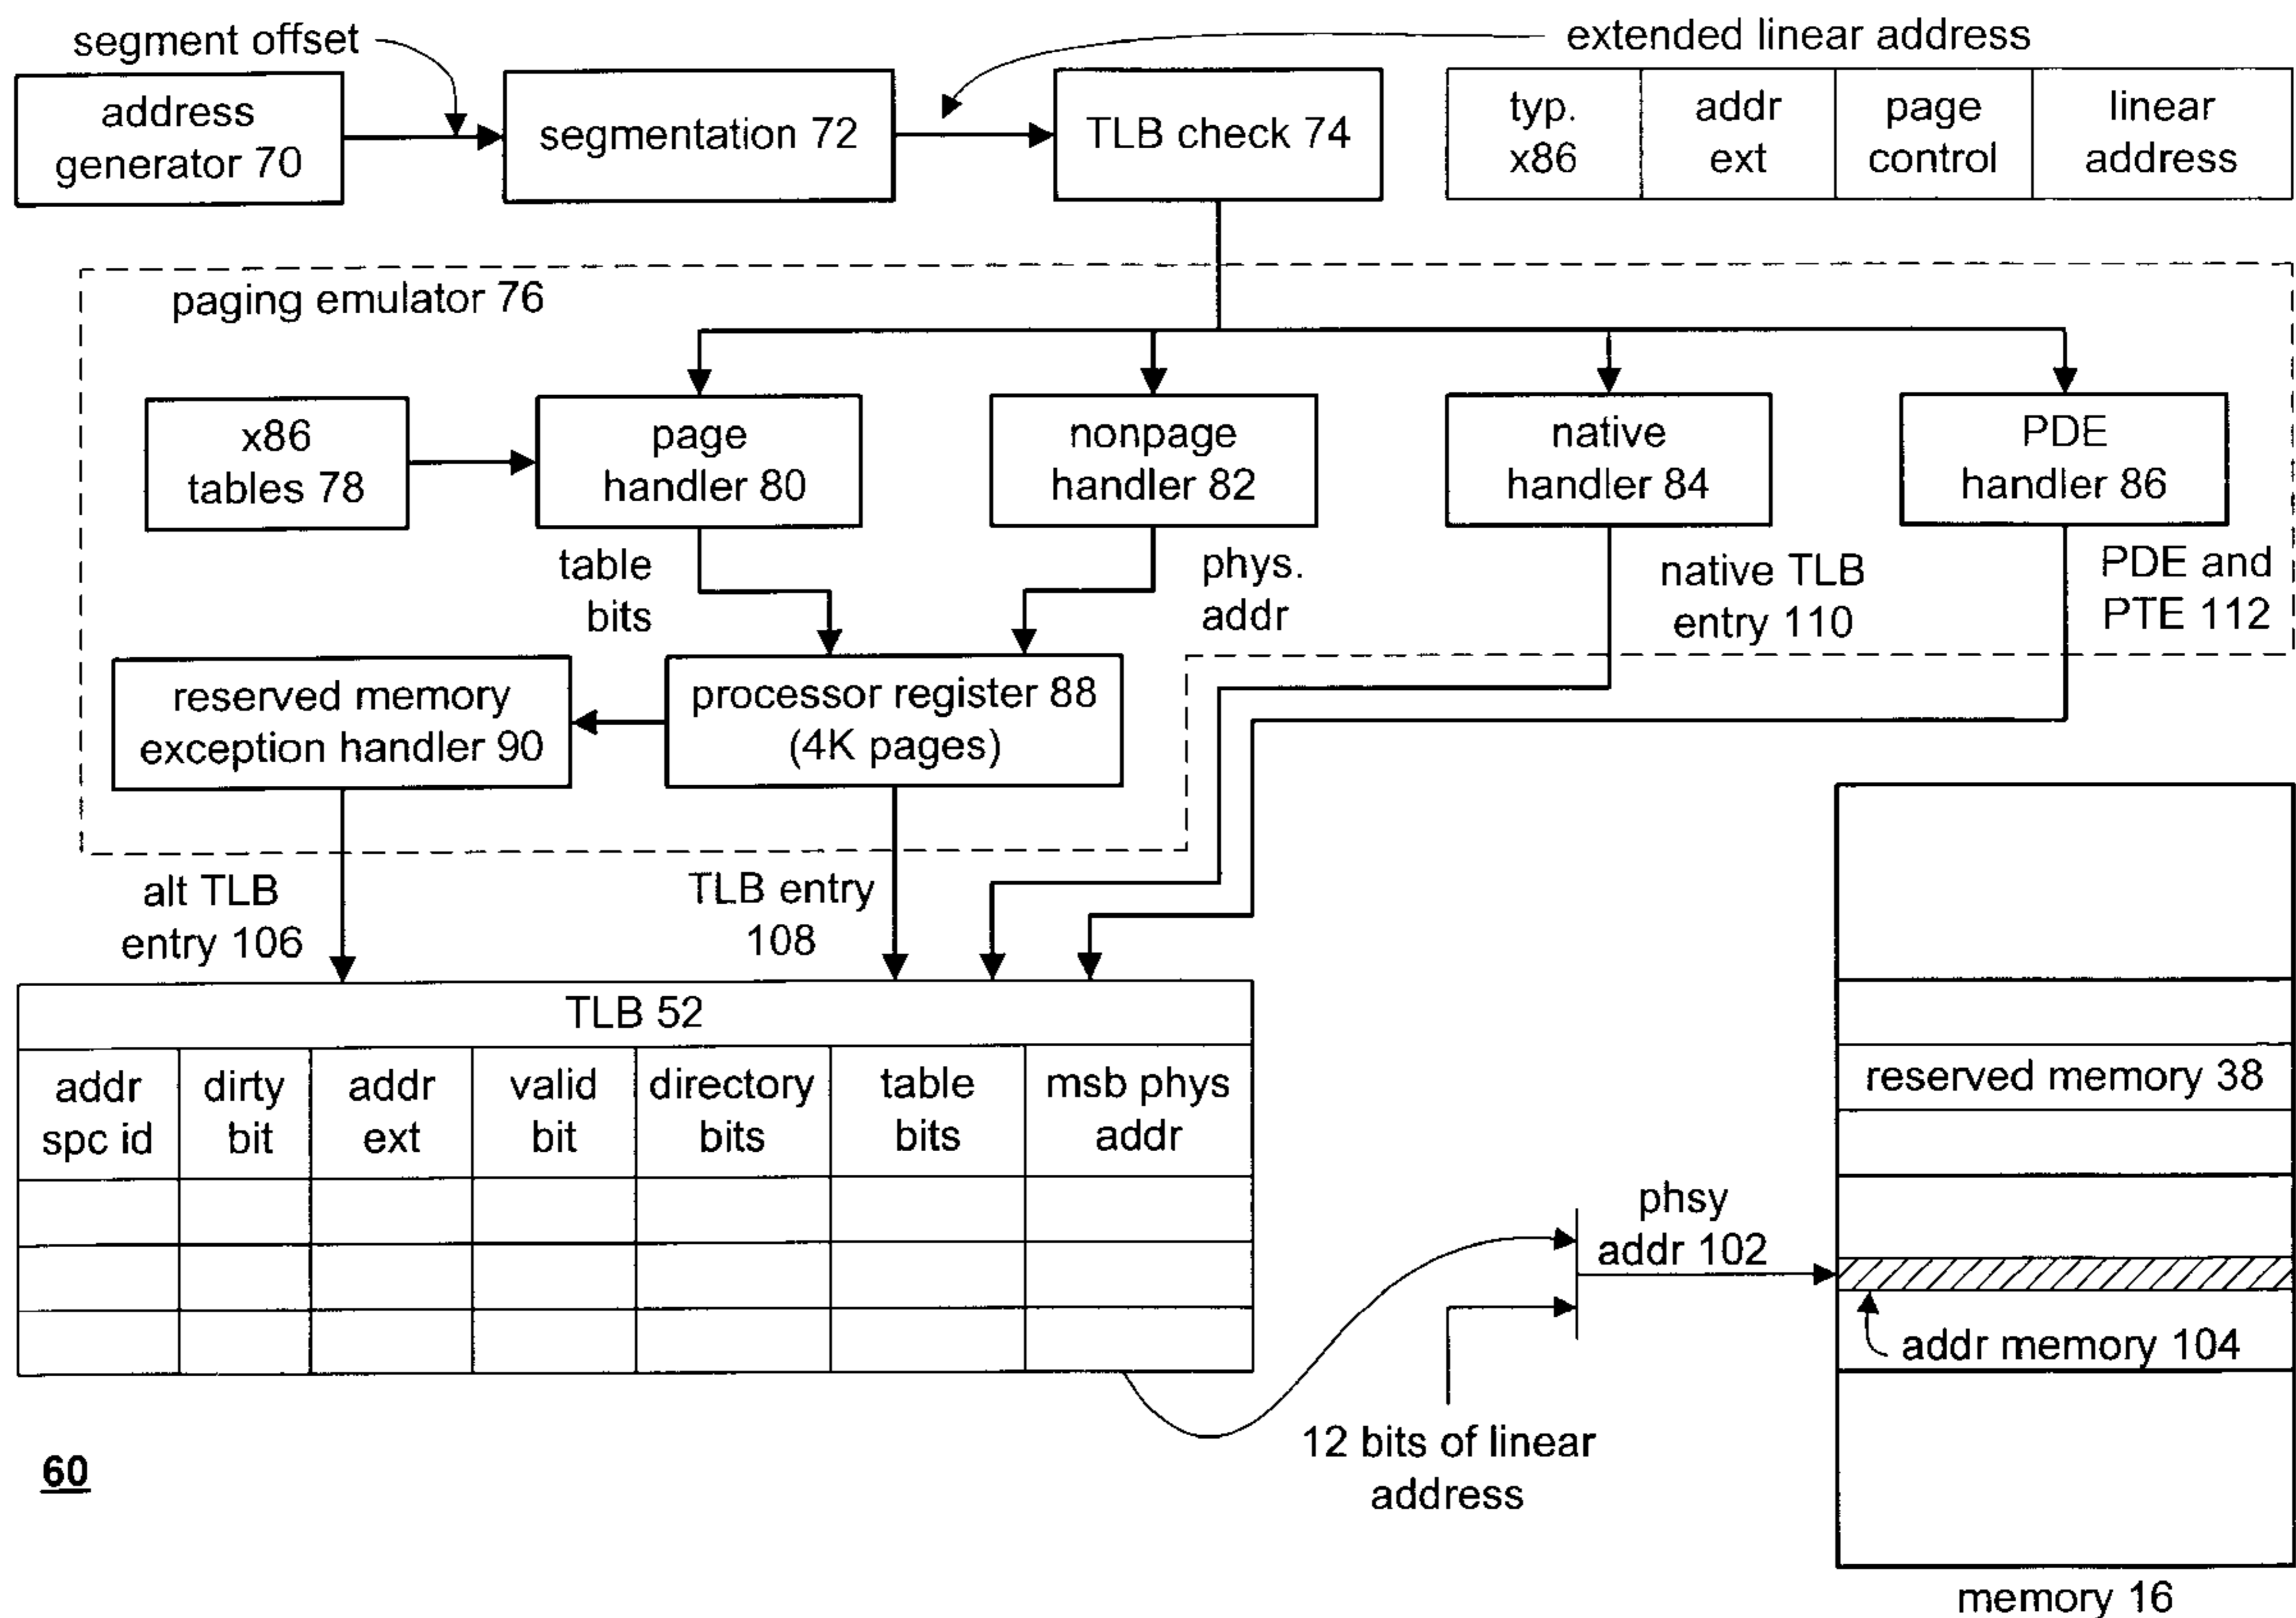 segment offset
extended linear address
address
generator 70
segmentation 72
TLB check 74
typ.
x86
addr
ext
page
control
linear
address
paging emulator 76
x86
tables 78
page
handler 80
nonpage
handler 82
native
handler 84
PDE
handler 86
table
bits
phys.
addr
native TLB
entry 110
PDE and
PTE 112
reserved memory
exception handler 90
processor register 88
(4K pages)
alt TLB
entry 106
TLB entry
108
TLB 52
addr
spc id
dirty
bit
addr
ext
valid
bit
directory
bits
table
bits
msb phys
addr
reserved memory 38
phsy
addr 102
addr memory 104
12 bits of linear
address
60
memory 16